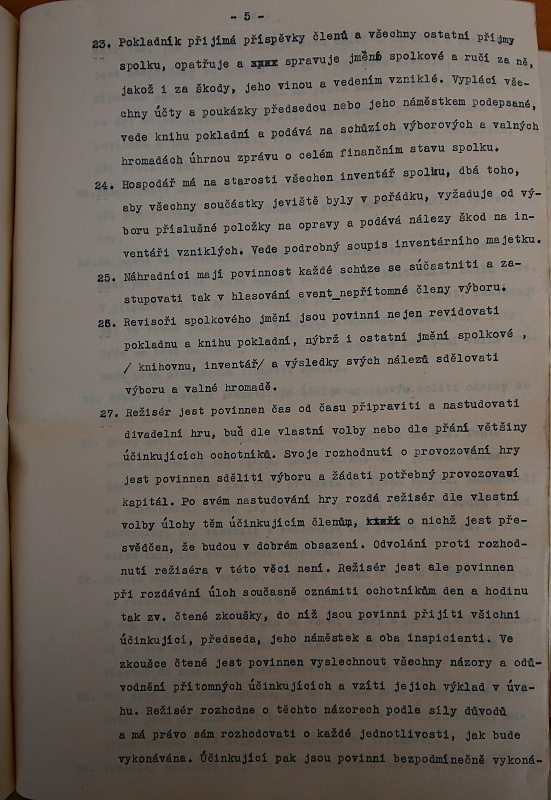 - 5 -
23. Pokladník přijímá příspěvky členů a všechny ostatní příjmy
spolku, opatřuje a spravuje jmění spolkové a ručí za ně,
jakož i za škody, jeho vinou a vedením vzniklé. Vyplácí vše-
chny účty a poukázky předsedou nebo jeho náměstkem podepsané,
vede knihu pokladní a podává na schůzích výborových a valných
hromadách úhrnou zprávu o celém finančním stavu spolku.
24. Hospodář má na starosti všechen inventář spolku, dbá toho,
aby všechny součástky jeviště byly v pořádku, vyžaduje od vý-
boru příslušné položky na opravy a podává nálezy škod na in-
ventáři vzniklých. Vede podrobný soupis inventárního majetku.
25. Náhradníci mají povinnost každé schůze se súčastniti a za-
stupovati tak v hlasování event_nepřítomné členy výboru.
26. Revisoři spolkového jmění jsou povinni nejen revidovati
pokladnu a knihu pokladní, nýbrž i ostatní jmění spolkové ,
/ knihovnu, inventář/ a výsledky svých nálezů sdělovati
výboru a valné hromadě.
27. Režisér jest povinnen čas od času připraviti a nastudovati
divadelní hru, buď dle vlastní volby nebo dle přání většiny
účinkujících ochotníků. Svoje rozhodnutí o provozování hry
jest povinnen sděliti výboru a žádati potřebný provozovací
kapitál. Po svém nastudování hry rozdá režisér dle vlastní
volby úlohy těm účinkujícím členům, kteří o nichž jest pře-
svědčen, že budou v dobrém obsazení. Odvolání proti rozhod-
nutí režiséra v této věci není. Režisér jest ale povinnen
při rozdávání úloh současně oznámiti ochotníkům den a hodinu
tak zv. čtené zkoušky, do níž jsou povinni přijíti všichni
účinkující, předseda, jeho náměstek a oba inspicienti. Ve
zkoušce čtené jest povinnen vyslechnout všechny názory a odů-
vodnění přítomných účinkujících a vzíti jejich výklad v úva-
hu. Režisér rozhodne o těchto názorech podle síly důvodů
a má právo sám rozhodovati o každé jednotlivosti, jak bude
vykonávána. Účinkující pak jsou povinni bezpodmínečně vykoná-